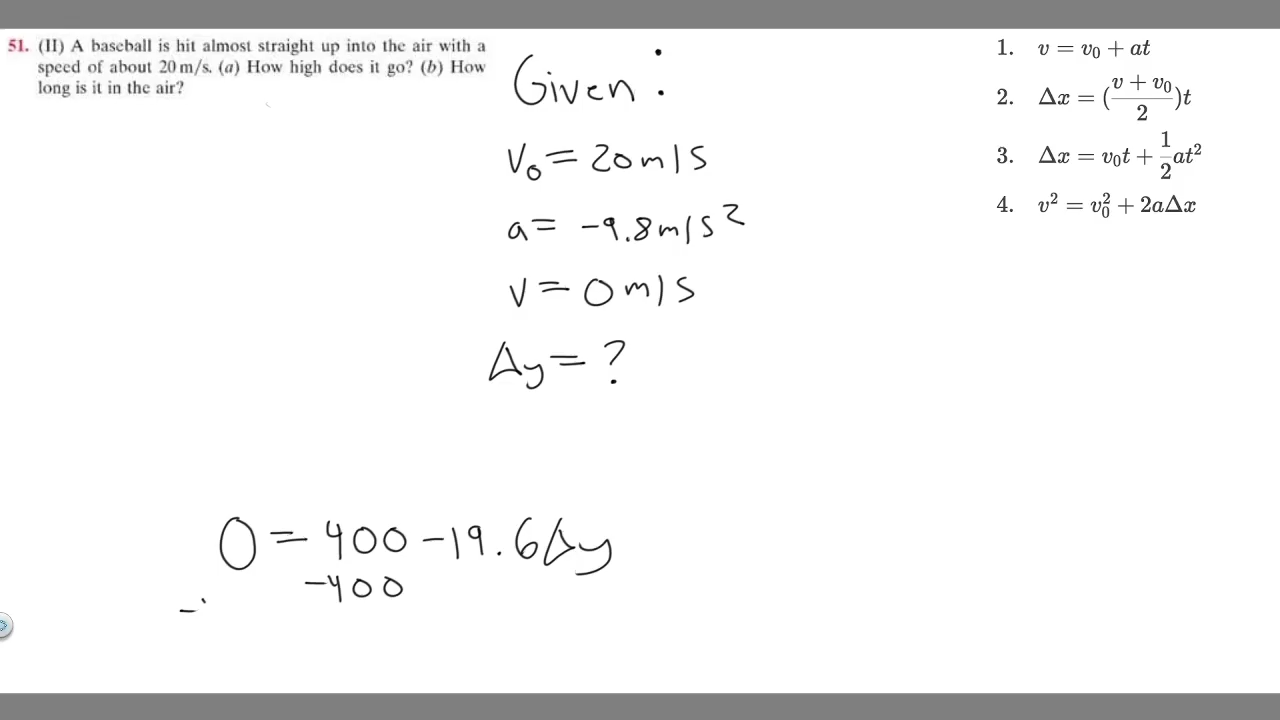 51. (II) A baseball is hit almost straight up into the air with a
speed of about 20 m/s. (a) How high does it go? (b) How
long is it in the air?
Given :
v₀ = 20 m/s
a = -9.8 m/s²
v = 0 m/s
Δy = ?
0 = 400 - 19.6Δy
-400
-
1. v = v₀ + at
2. Δx = ((v + v₀)/2)t
3. Δx = v₀t + 1/2 at²
4. v² = v₀² + 2aΔx